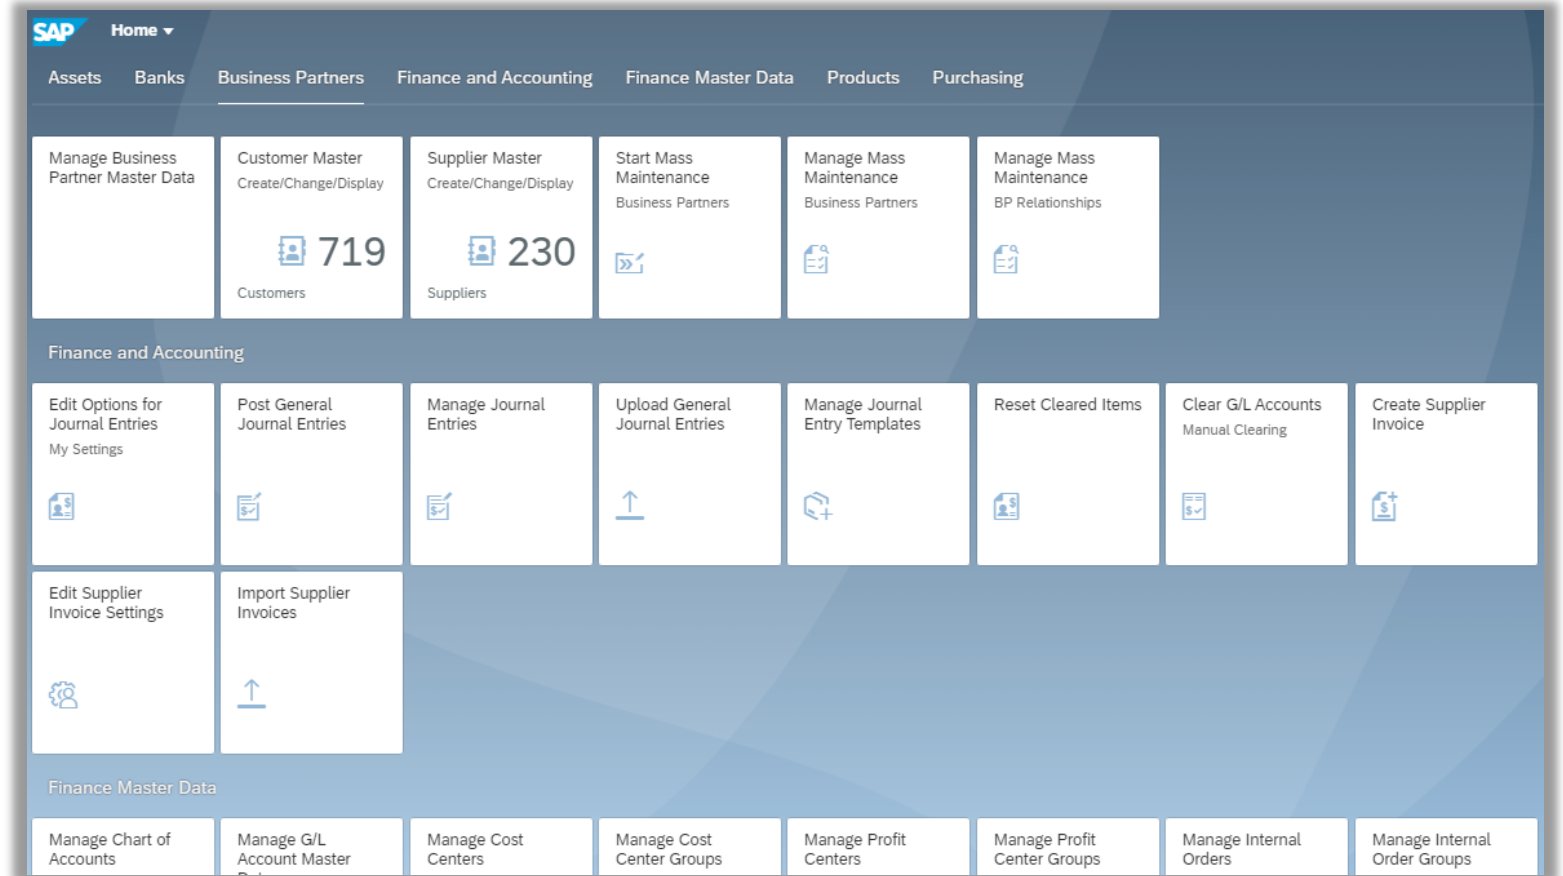 SAP Home
Assets Banks Business Partners Finance and Accounting Finance Master Data Products Purchasing
Manage Business
Partner Master Data
Customer Master
Create/Change/Display
719
Customers
Supplier Master
Create/Change/Display
230
Suppliers
Start Mass
Maintenance
Business Partners
Manage Mass
Maintenance
Business Partners
Manage Mass
Maintenance
BP Relationships
Finance and Accounting
Edit Options for
Journal Entries
My Settings
Post General
Journal Entries
Manage Journal
Entries
Upload General
Journal Entries
Manage Journal
Entry Templates
Reset Cleared Items
Clear G/L Accounts
Manual Clearing
Create Supplier
Invoice
Edit Supplier
Invoice Settings
Import Supplier
Invoices
Finance Master Data
Manage Chart of
Accounts
Manage G/L
Account Master
Manage Cost
Centers
Manage Cost
Center Groups
Manage Profit
Centers
Manage Profit
Center Groups
Manage Internal
Orders
Manage Internal
Order Groups